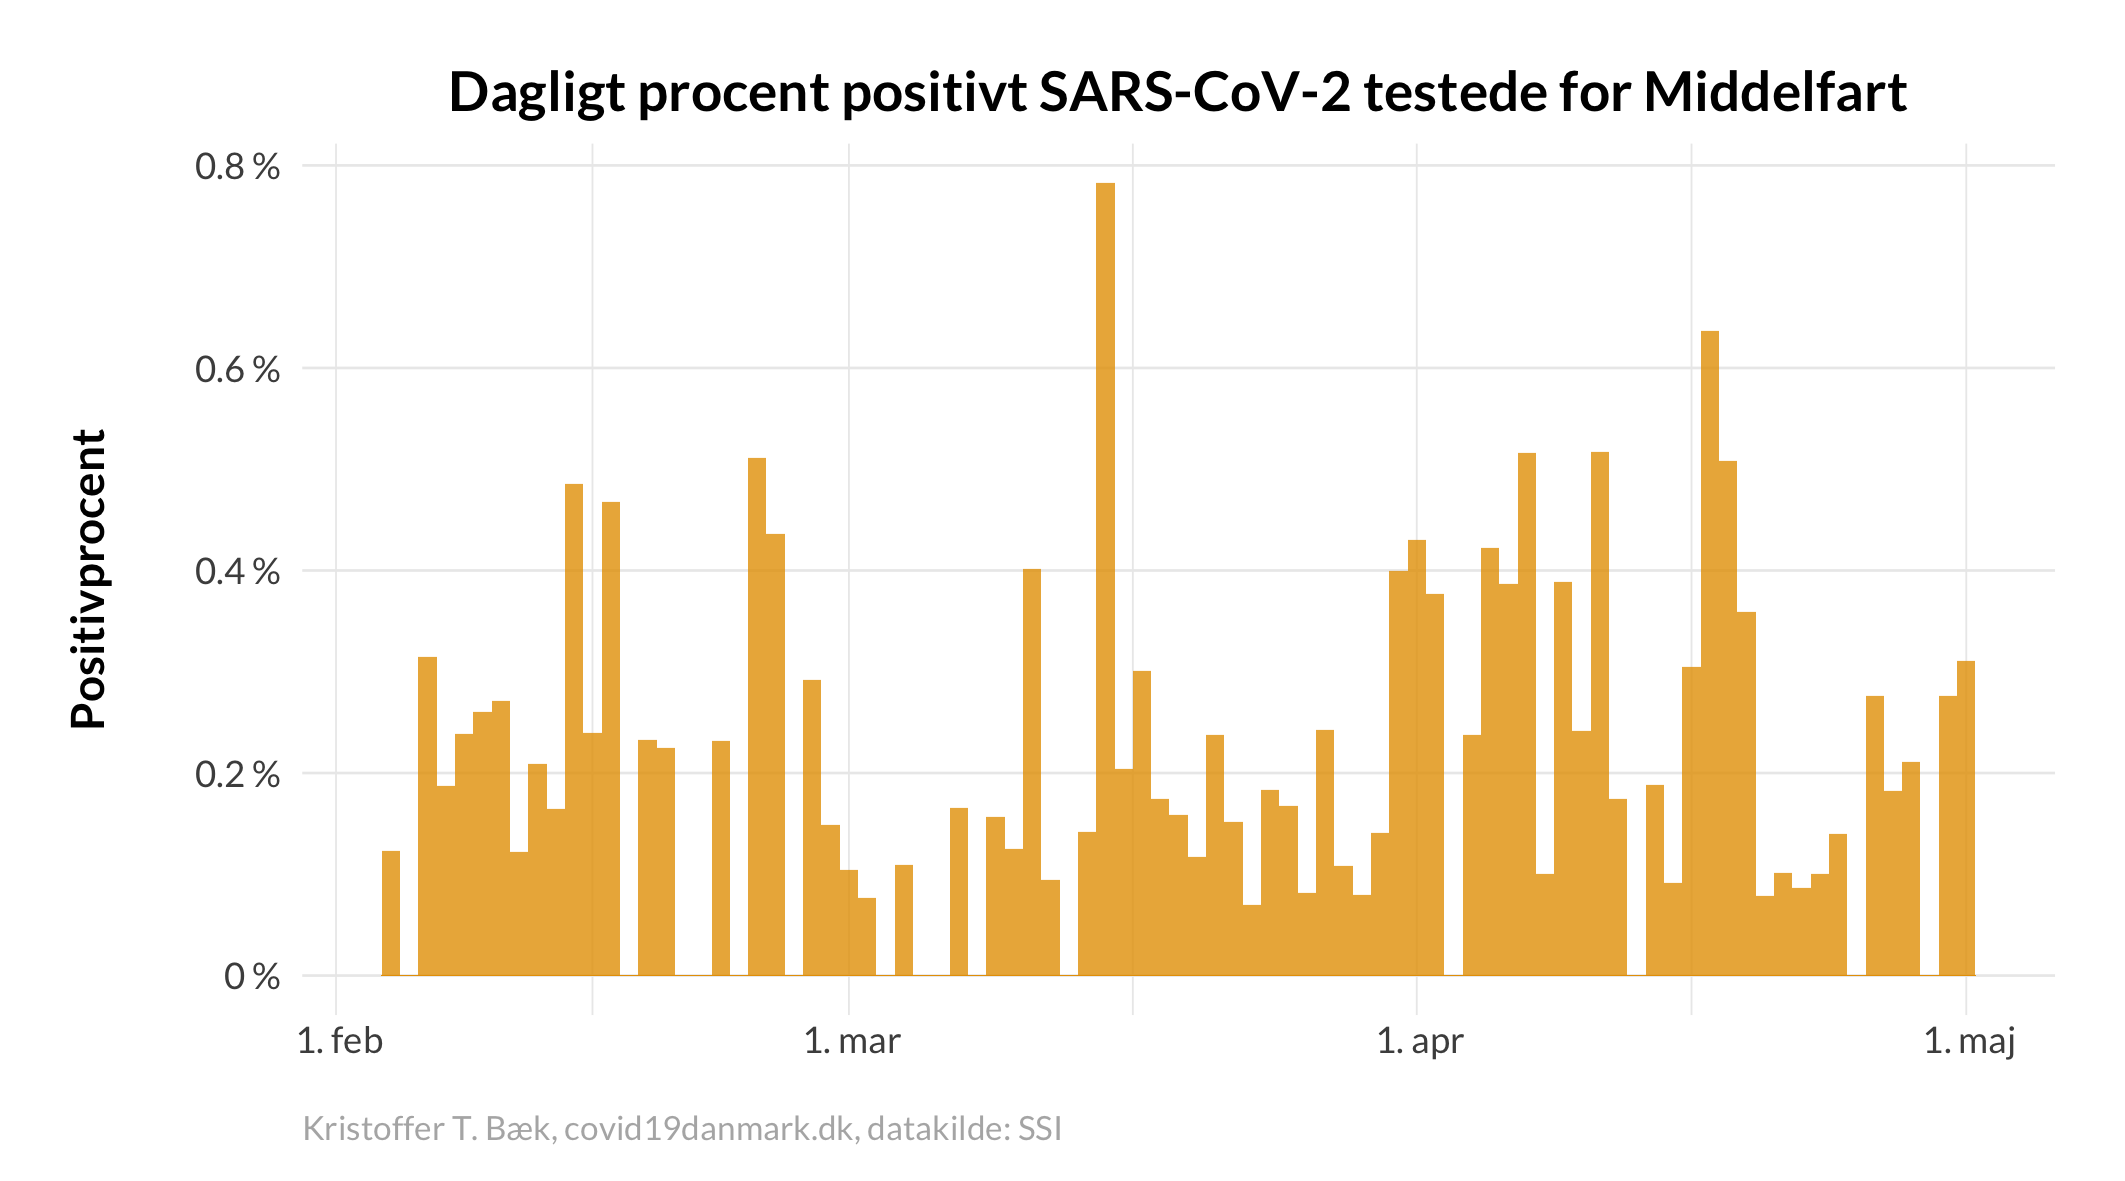 Dagligt procent positivt SARS-CoV-2 testede for Middelfart
Positivprocent
0.8 %
0.6 %
0.4 %
0.2 %
0 %
1. feb
1. mar
1. apr
1. maj
Kristoffer T. Bæk, covid19danmark.dk, datakilde: SSI